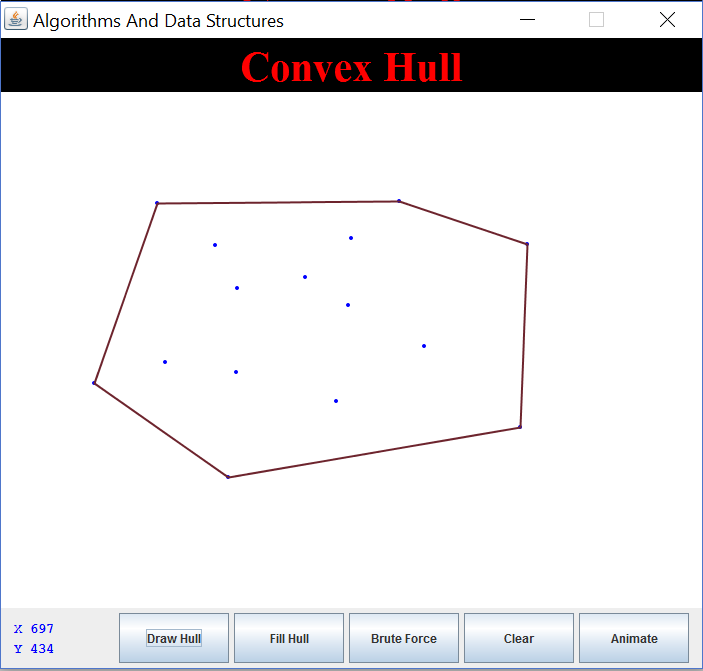 Algorithms And Data Structures
Convex Hull
X 697
Y 434
Draw Hull
Fill Hull
Brute Force
Clear
Animate